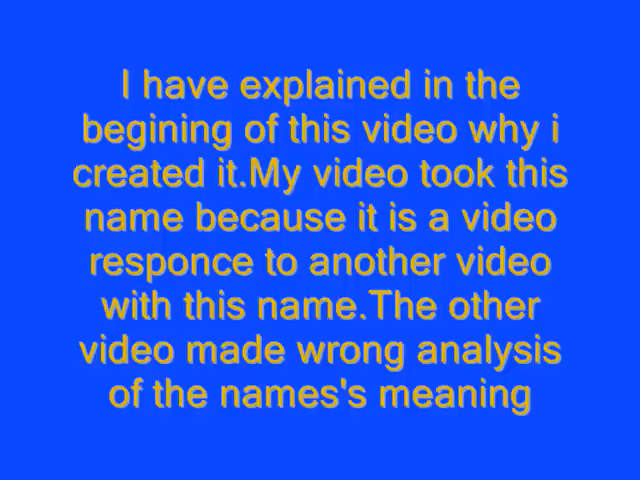 I have explained in the
begining of this video why i
created it.My video took this
name because it is a video
responce to another video
with this name.The other
video made wrong analysis
of the names's meaning